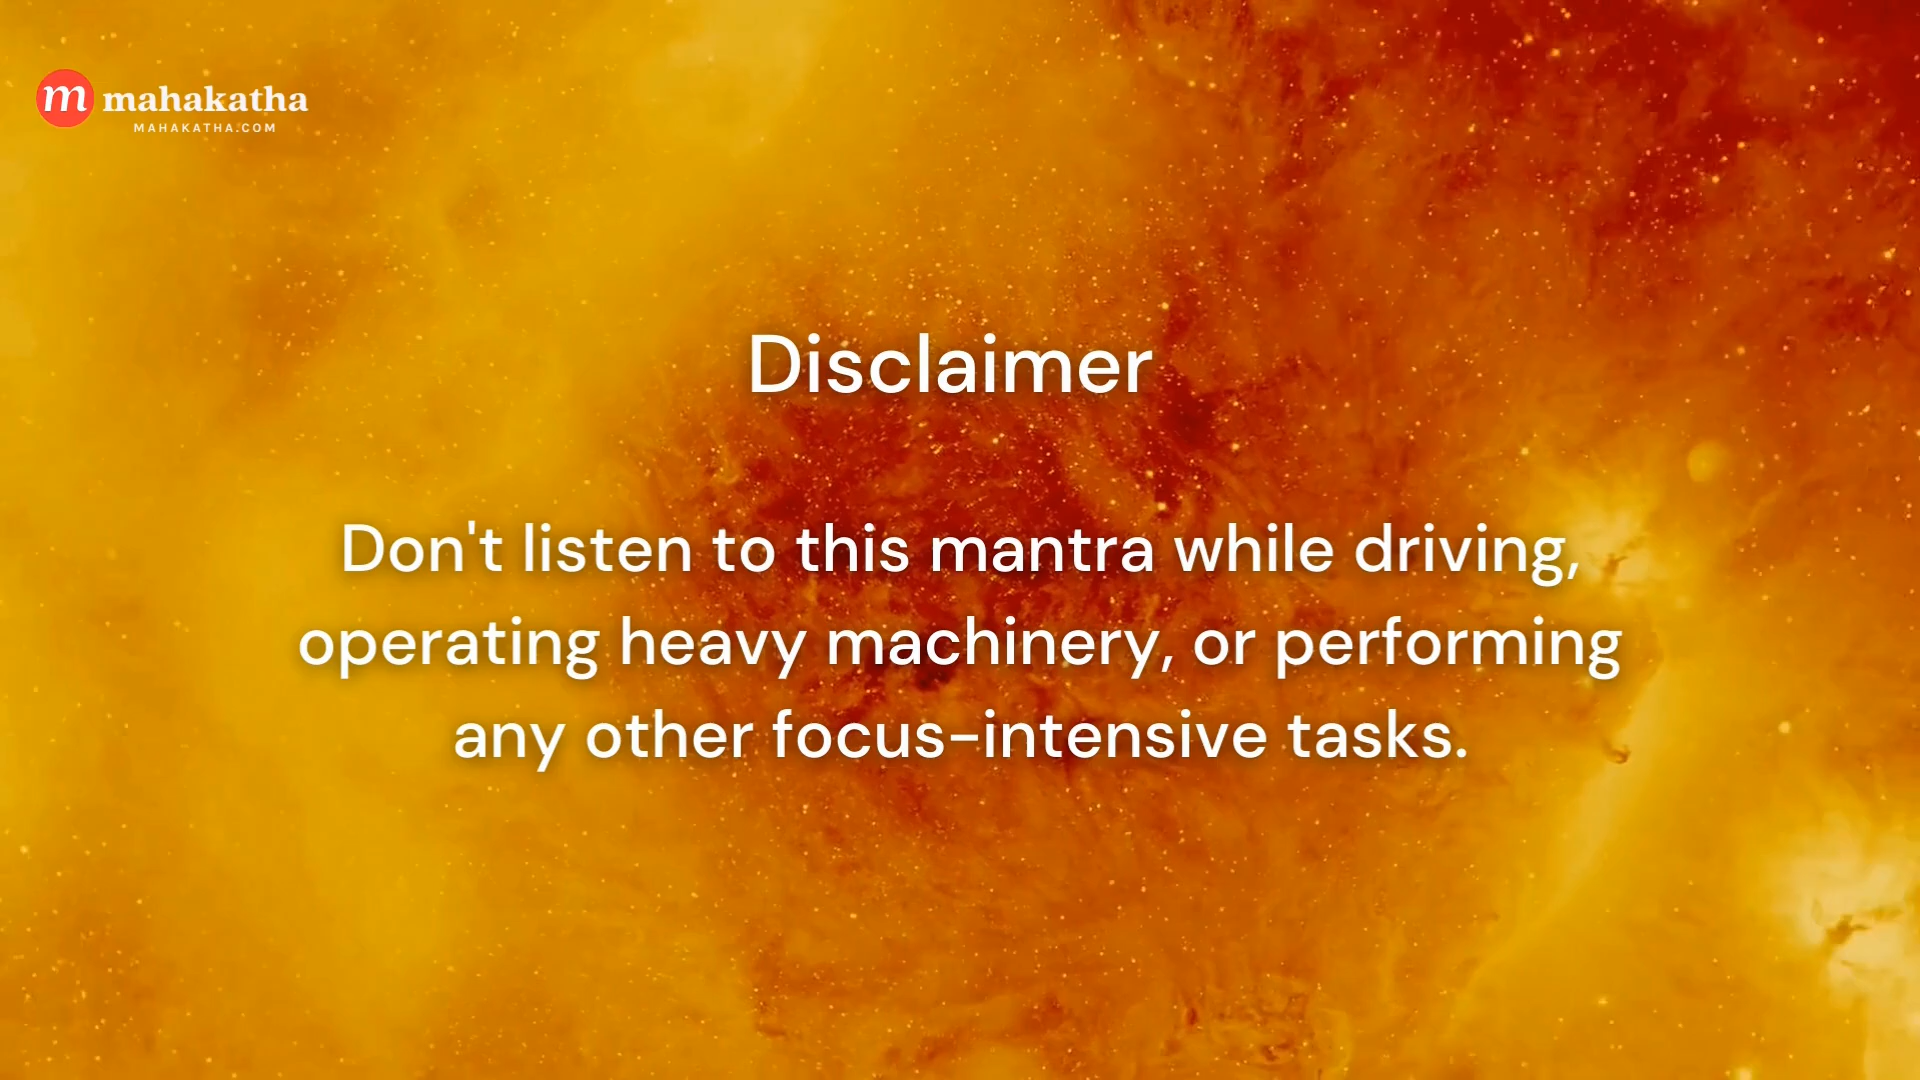 m mahakatha
MAHAKATHA.COM
Disclaimer
Don't listen to this mantra while driving,
operating heavy machinery, or performing
any other focus-intensive tasks.